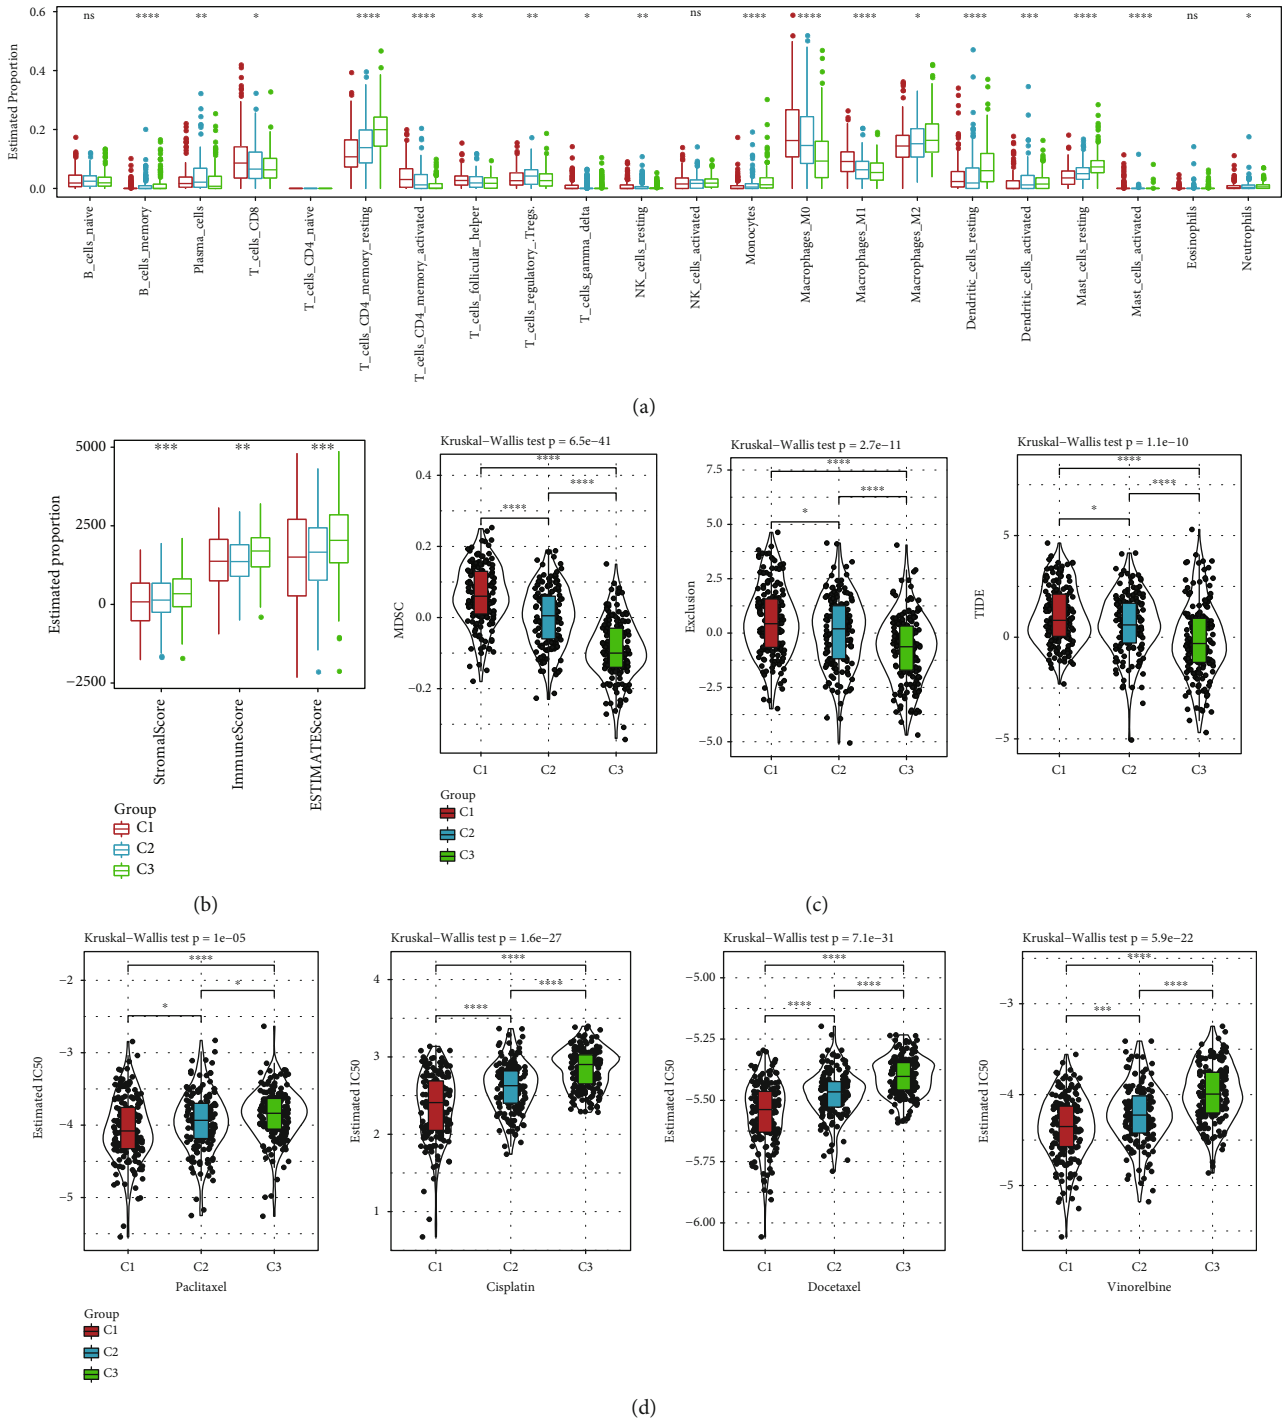 ns **** ** * **** **** ** ** * ** ns **** **** **** * **** *** **** **** ns *
Estimated Proportion
0.6
0.4
0.2
0.0
B_cells_naive
B_cells_memory
Plasma_cells
T_cells_CD8
T_cells_CD4_naive
T_cells_CD4_memory_resting
T_cells_CD4_memory_activated
T_cells_follicular_helper
T_cells_regulatory_.Tregs.
T_cells_gamma_delta
NK_cells_resting
NK_cells_activated
Monocytes
Macrophages_M0
Macrophages_M1
Macrophages_M2
Dendritic_cells_resting
Dendritic_cells_activated
Mast_cells_resting
Mast_cells_activated
Eosinophils
Neutrophils
(a)
*** ** ***
Estimated proportion
5000
2500
0
−2500
StromalScore
ImmuneScore
ESTIMATEScore
Group
C1
C2
C3
(b)
Kruskal−Wallis test p = 6.5e−41
****
****
****
MDSC
0.4
0.2
0.0
−0.2
C1 C2 C3
Group
C1
C2
C3
Kruskal−Wallis test p = 2.7e−11
****
****
*
Exclusion
7.5
5.0
2.5
0.0
−2.5
−5.0
C1 C2 C3
Kruskal−Wallis test p = 1.1e−10
****
****
*
TIDE
5
0
−5
C1 C2 C3
(c)
Kruskal−Wallis test p = 1e−05
****
*
*
Estimated IC50
−2
−3
−4
−5
C1 C2 C3
Paclitaxel
Kruskal−Wallis test p = 1.6e−27
****
****
****
Estimated IC50
4
3
2
1
C1 C2 C3
Cisplatin
Kruskal−Wallis test p = 7.1e−31
****
****
****
Estimated IC50
−5.00
−5.25
−5.50
−5.75
−6.00
C1 C2 C3
Docetaxel
Kruskal−Wallis test p = 5.9e−22
****
****
***
Estimated IC50
−3
−4
−5
C1 C2 C3
Vinorelbine
Group
C1
C2
C3
(d)